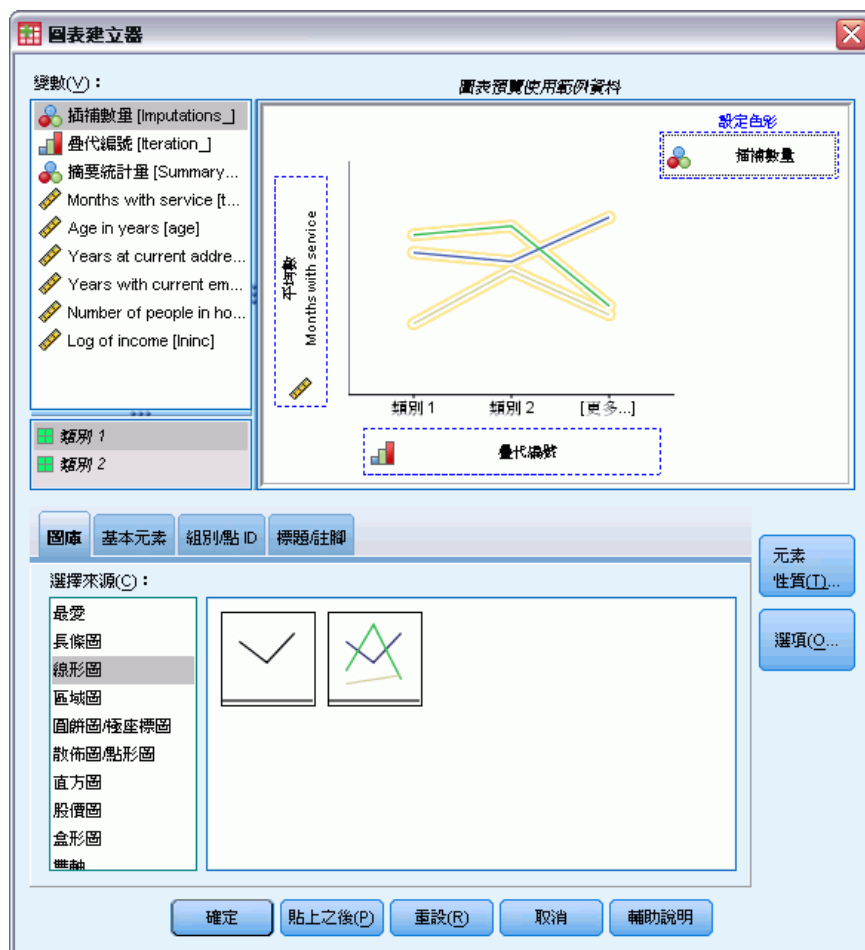 圖表建立器
變數(V)：
圖表預覽使用範例資料
插補數量 [Imputations_]
疊代編號 [Iteration_]
摘要統計量 [Summary...
Months with service [t...
Age in years [age]
Years at current addre...
Years with current em...
Number of people in ho...
Log of income [lninc]
類別 1
類別 2
設定色彩
插補數量
平均數
Months with service
類別 1
類別 2
[更多...]
疊代編號
圖庫
基本元素
組別/點 ID
標題/註腳
選擇來源(C)：
最愛
長條圖
線形圖
區域圖
圓餅圖/極座標圖
散佈圖/點形圖
直方圖
股價圖
盒形圖
雙軸
元素
性質(T)...
選項(O...
確定
貼上之後(P)
重設(R)
取消
輔助說明